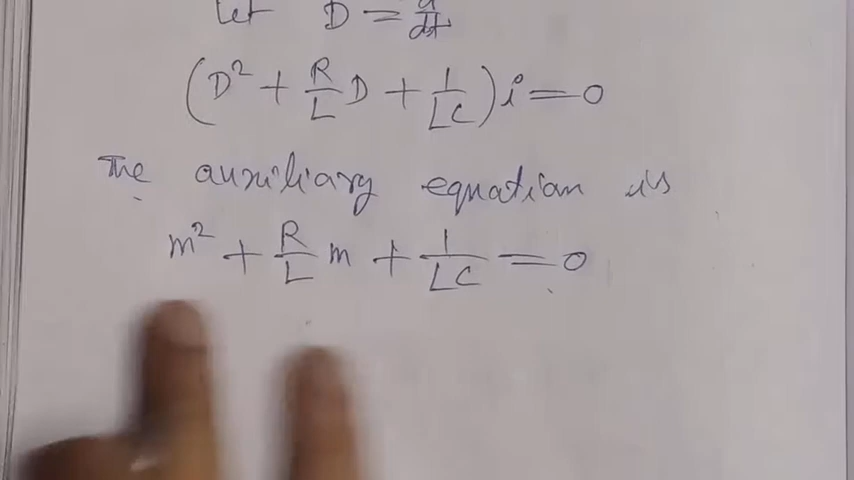 Let D = d/dt
(D² + R/L D + 1/LC) i = 0
The auxiliary equation is
m² + R/L m + 1/LC = 0